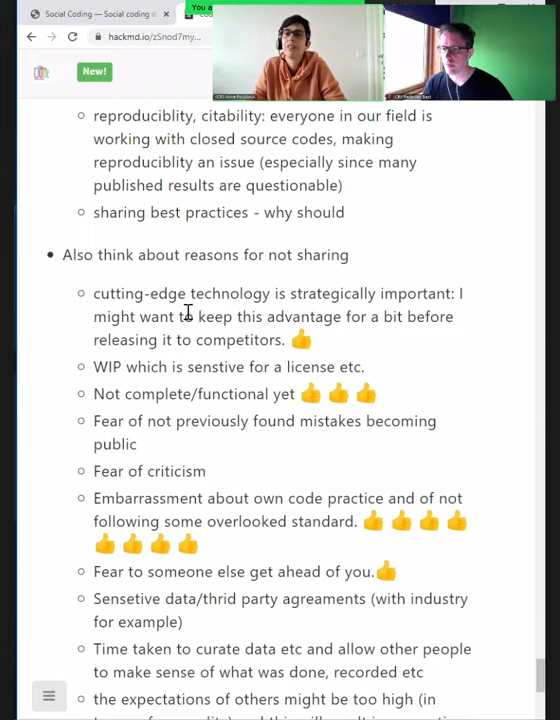 Social Coding — Social coding d
You a
hackmd.io/zSnod7my...
New!
reproduciblity, citability: everyone in our field is
working with closed source codes, making
reproduciblity an issue (especially since many
published results are questionable)
sharing best practices - why should
Also think about reasons for not sharing
cutting-edge technology is strategically important: I
might want to keep this advantage for a bit before
releasing it to competitors. 👍
WIP which is senstive for a license etc.
Not complete/functional yet 👍 👍 👍
Fear of not previously found mistakes becoming
public
Fear of criticism
Embarrassment about own code practice and of not
following some overlooked standard. 👍 👍 👍 👍
👍 👍 👍 👍
Fear to someone else get ahead of you.👍
Sensetive data/thrid party agreaments (with industry
for example)
Time taken to curate data etc and allow other people
to make sense of what was done, recorded etc
the expectations of others might be too high (in